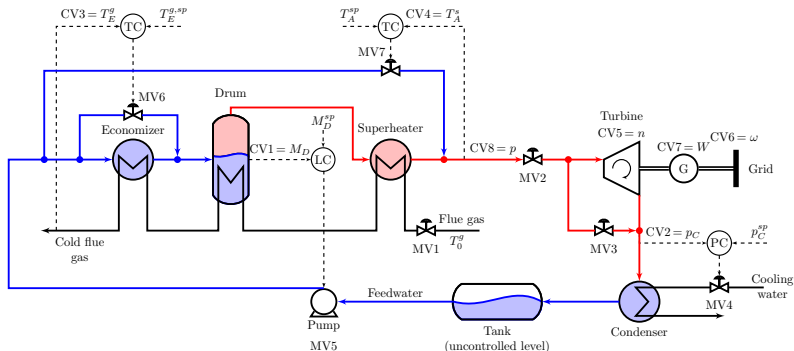 CV3 = T_E^g
TC
T_E^{g,sp}
T_A^{sp}
TC
CV4 = T_A^s
MV7
MV6
Drum
Economizer
M_D^{sp}
Superheater
Turbine
CV5 = n
CV6 = ω
CV7 = W
CV1 = M_D
LC
CV8 = p
G
Grid
MV2
Cold flue
gas
Flue gas
MV1
T_0^g
MV3
CV2 = p_C
PC
p_C^{sp}
Cooling
water
MV4
Feedwater
Pump
MV5
Tank
(uncontrolled level)
Condenser